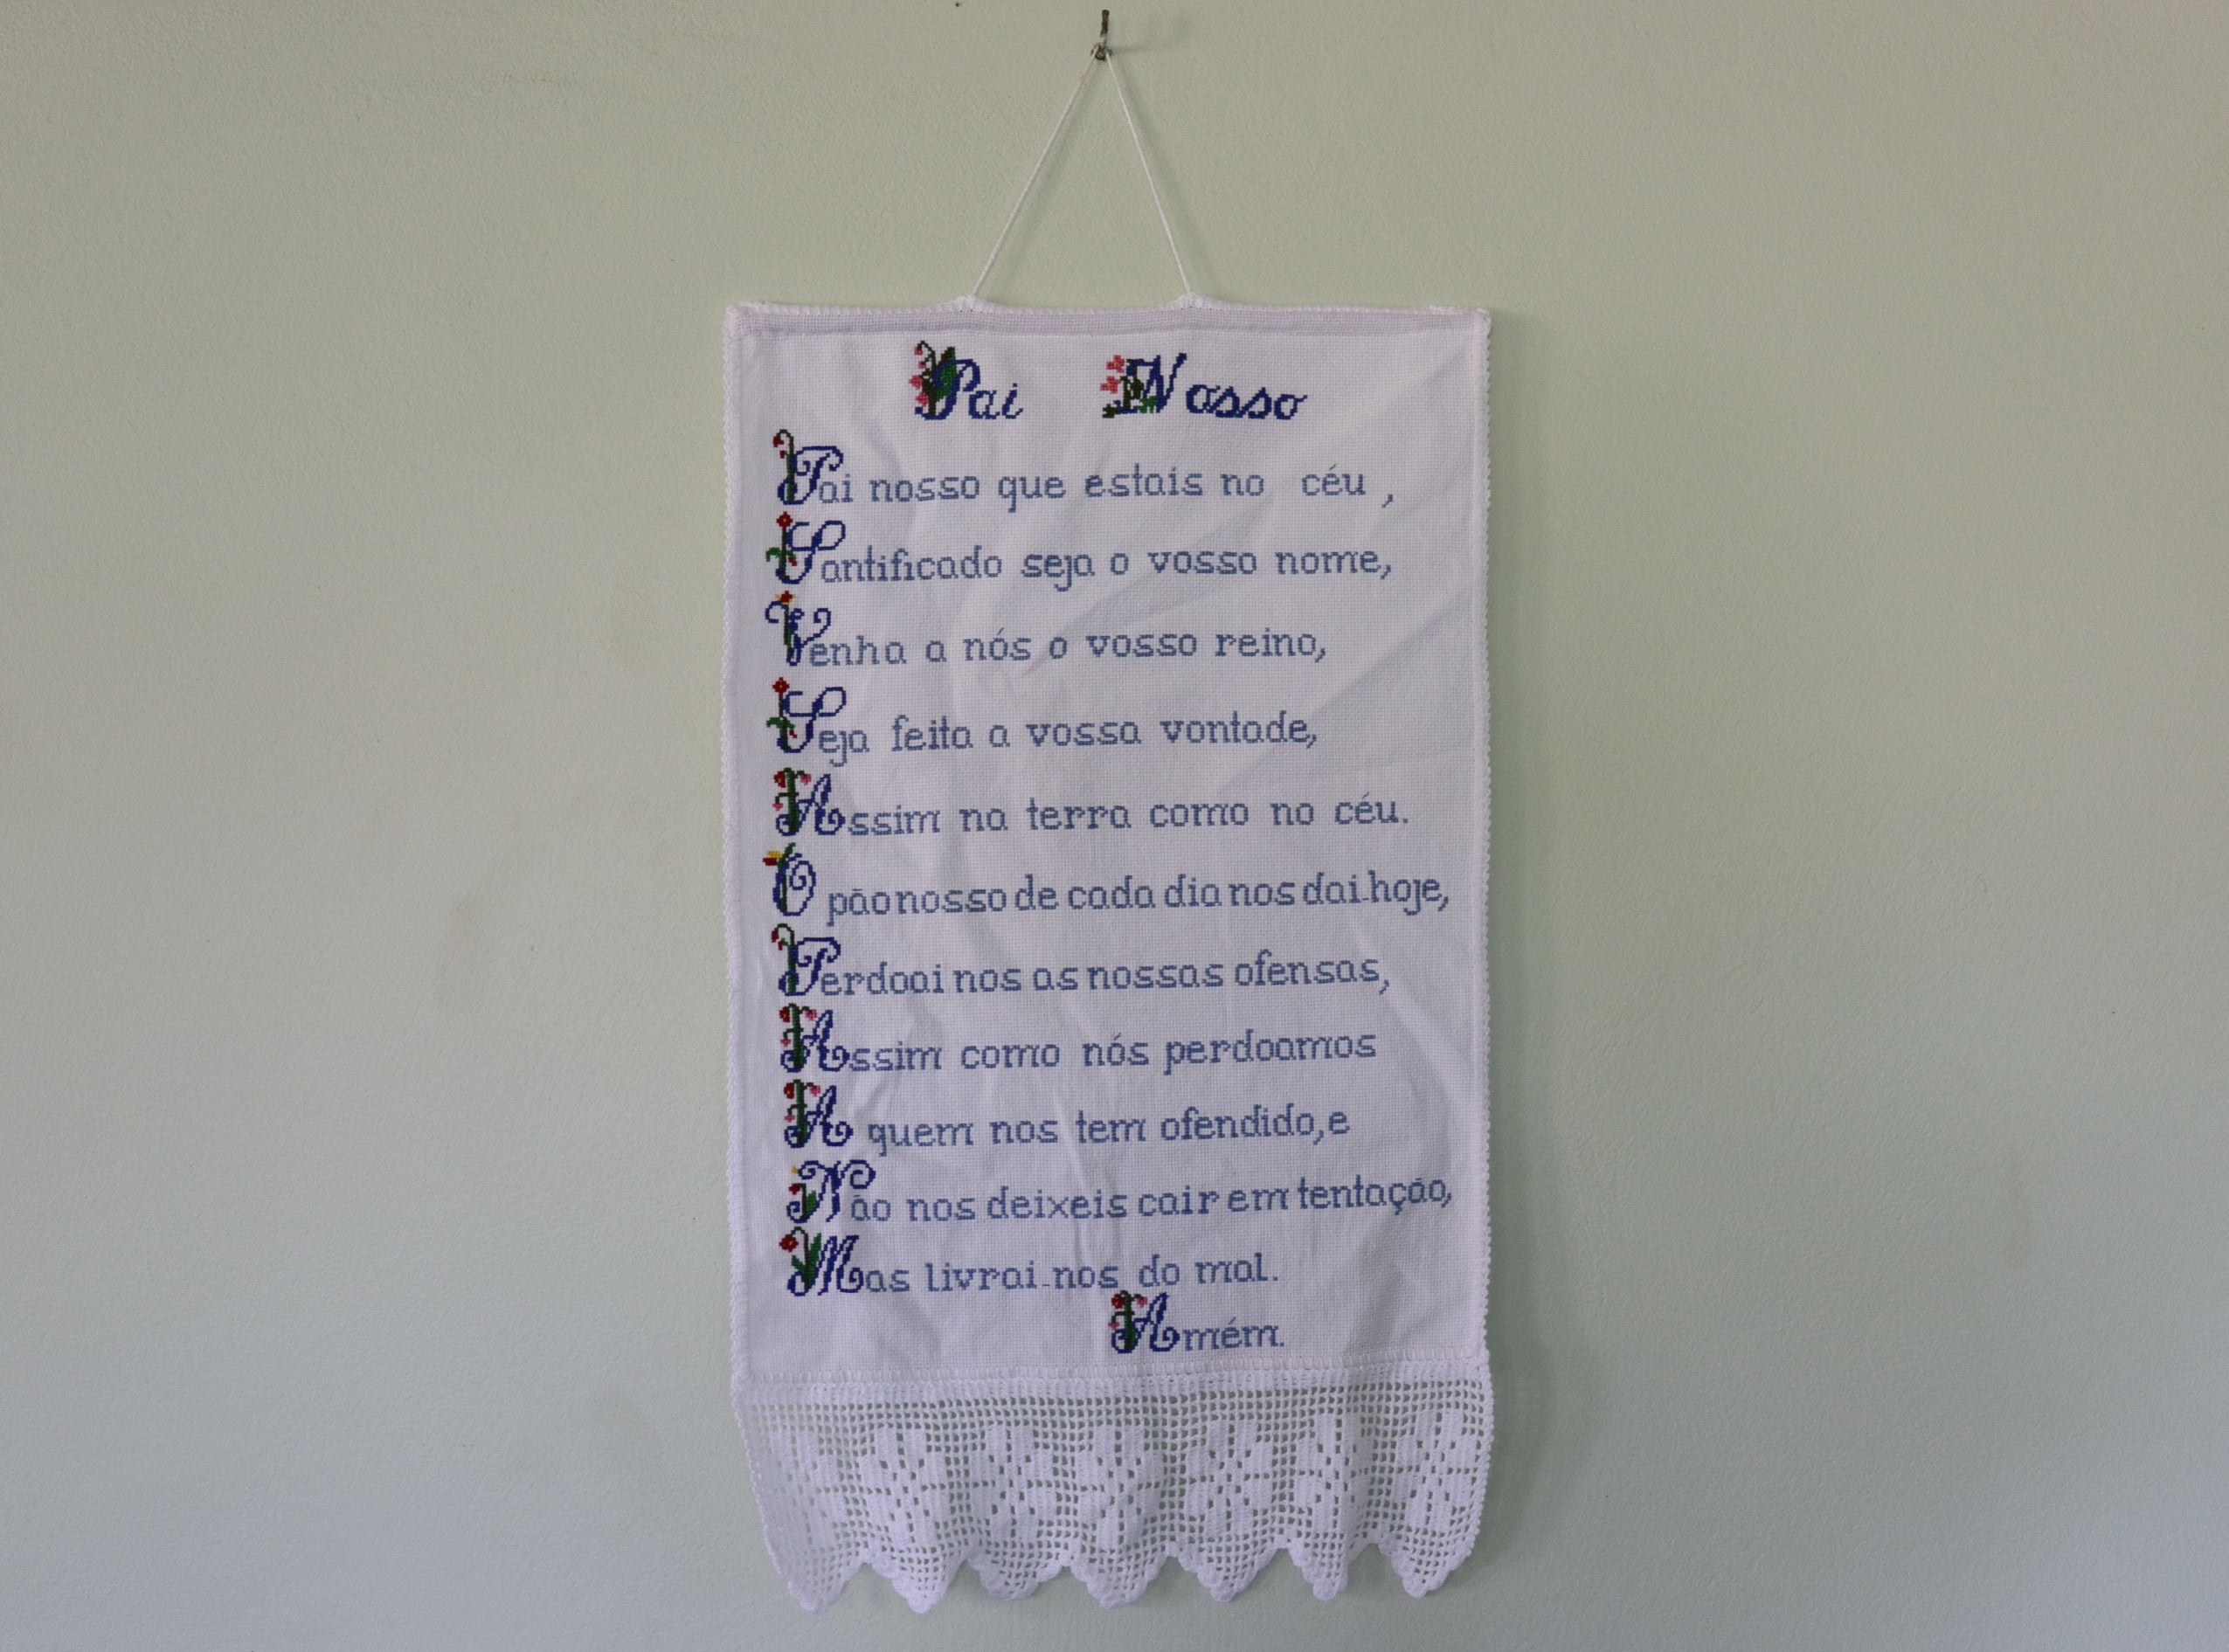 Pai Nosso
Pai nosso que estais no céu ,
Santificado seja o vosso nome,
Venha a nós o vosso reino,
Seja feita a vossa vontade,
Assim na terra como no céu.
O pão nosso de cada dia nos dai-hoje,
Perdoai nos as nossas ofensas,
Assim como nós perdoamos
A quem nos tem ofendido, e
Não nos deixeis cair em tentação,
Mas livrai-nos do mal.
Amém.